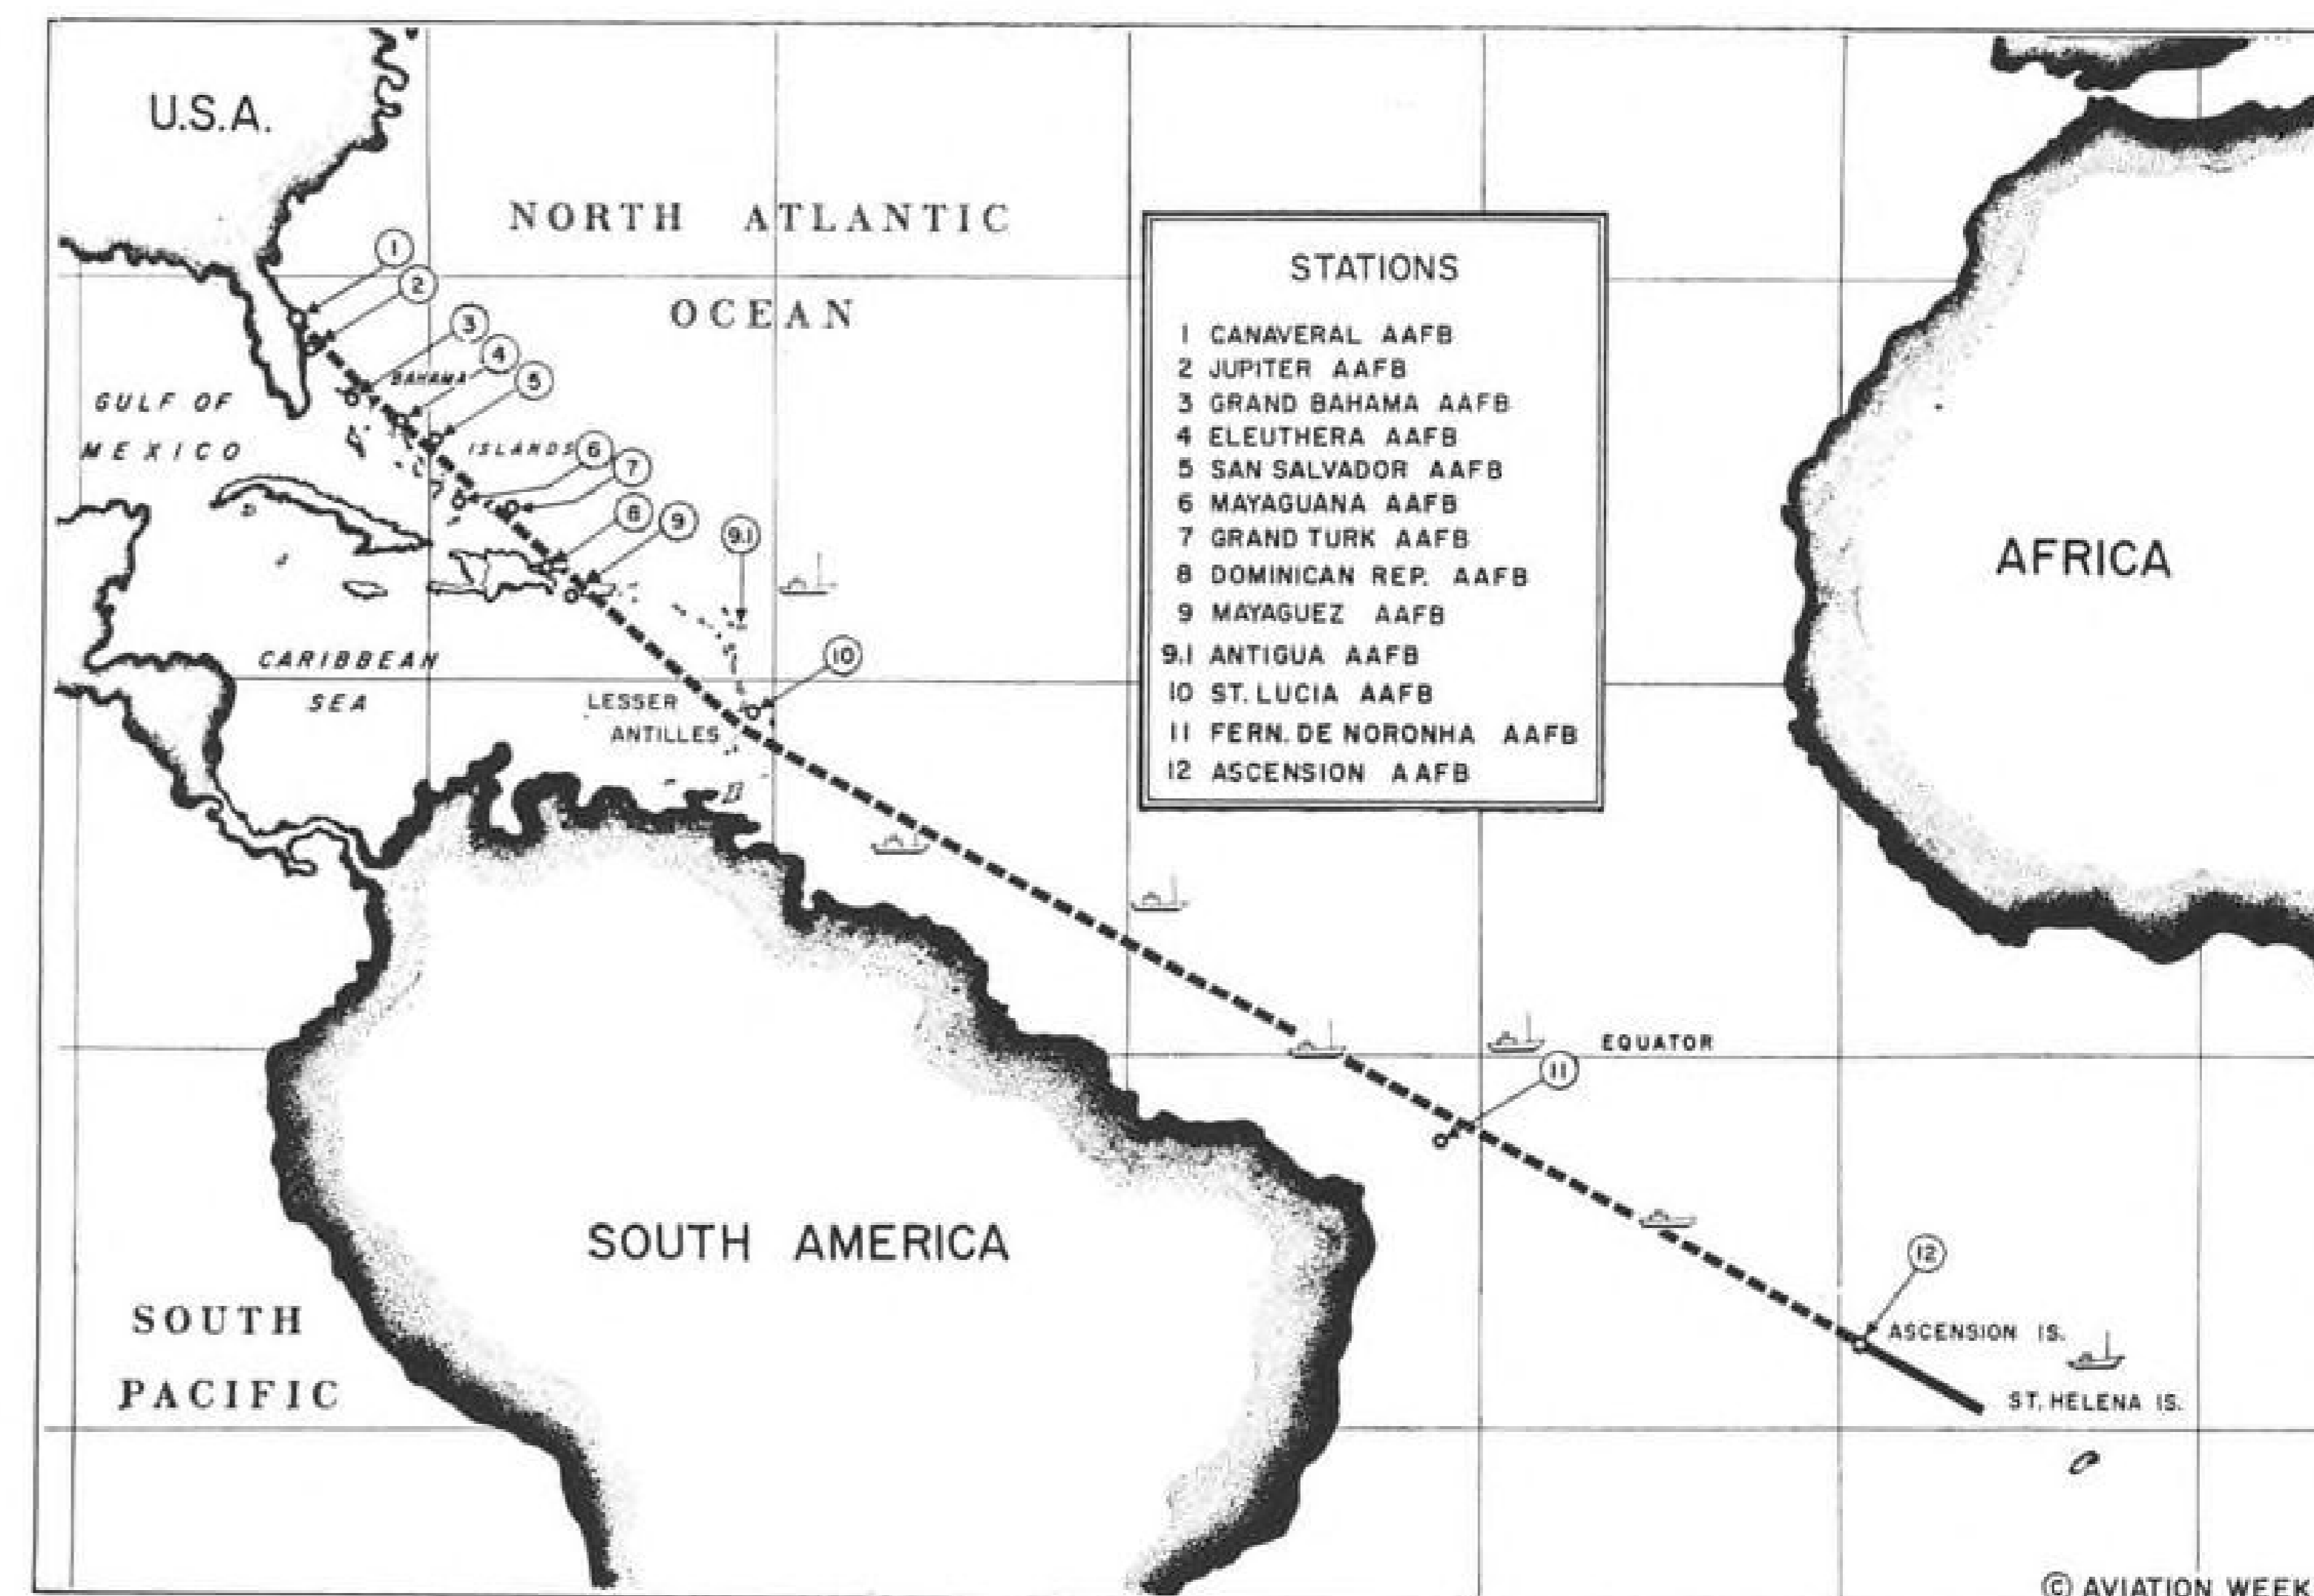 U.S.A.
NORTH ATLANTIC
OCEAN
1
2
3
4
5
BAHAMA
ISLANDS
6
7
8
9
9.1
10
GULF OF
MEXICO
CARIBBEAN
SEA
LESSER
ANTILLES
STATIONS
1 CANAVERAL AAFB
2 JUPITER AAFB
3 GRAND BAHAMA AAFB
4 ELEUTHERA AAFB
5 SAN SALVADOR AAFB
6 MAYAGUANA AAFB
7 GRAND TURK AAFB
8 DOMINICAN REP. AAFB
9 MAYAGUEZ AAFB
9.1 ANTIGUA AAFB
10 ST. LUCIA AAFB
11 FERN. DE NORONHA AAFB
12 ASCENSION AAFB
AFRICA
EQUATOR
11
SOUTH AMERICA
12
ASCENSION IS.
ST. HELENA IS.
SOUTH
PACIFIC
© AVIATION WEEK